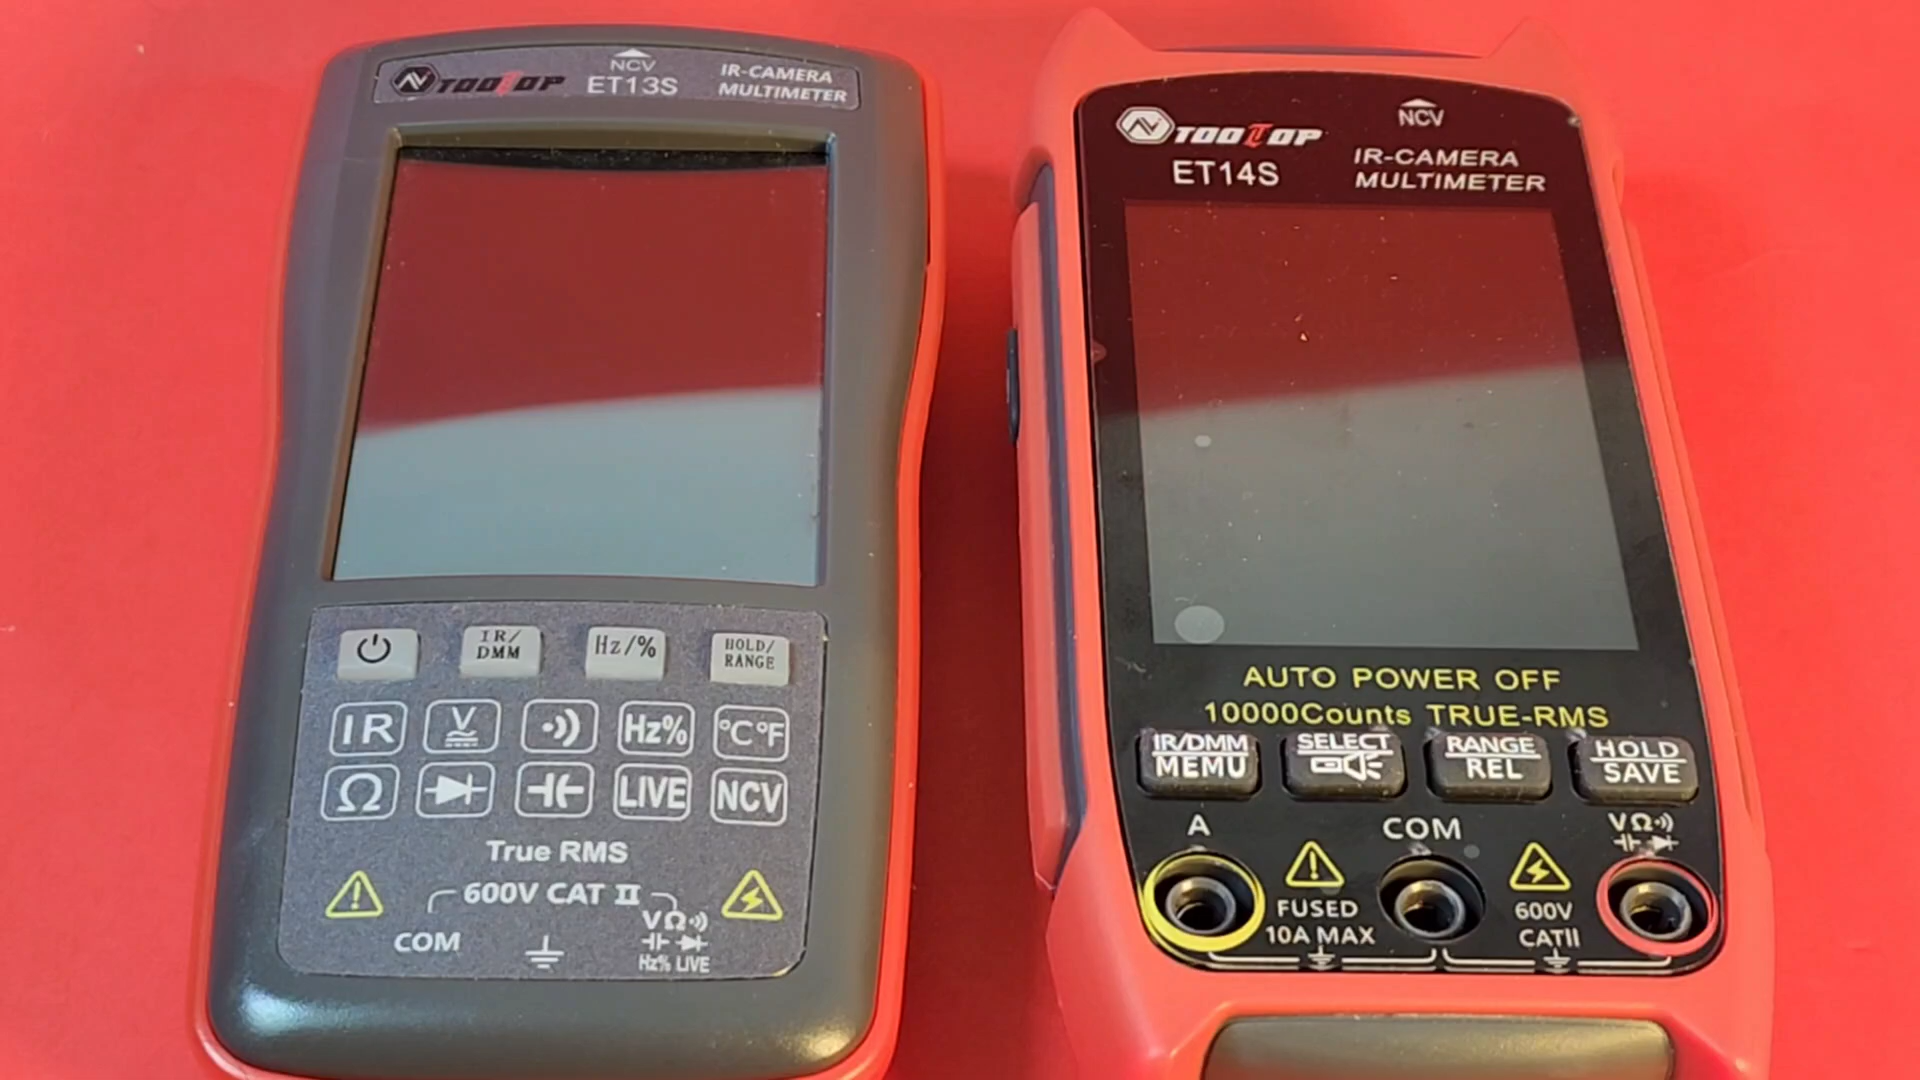 NCV
TOOLTOP ET13S IR-CAMERA
MULTIMETER
IR/
DMM
Hz/%
HOLD/
RANGE
IR V Hz% °C°F
Ω LIVE NCV
True RMS
600V CAT II
COM
VΩ
Hz% LIVE
NCV
TOOLTOP
ET14S
IR-CAMERA
MULTIMETER
AUTO POWER OFF
10000Counts TRUE-RMS
IR/DMM
MEMU
SELECT
RANGE
REL
HOLD
SAVE
A
COM
VΩ
FUSED
10A MAX
600V
CATII